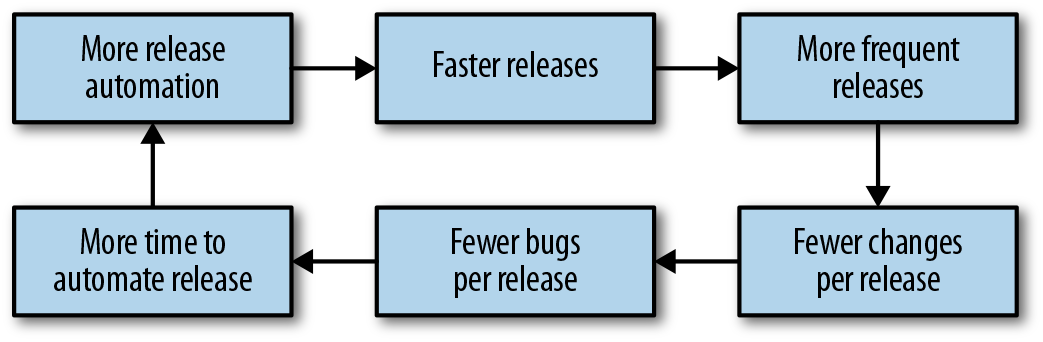 More release
automation
Faster releases
More frequent
releases
Fewer changes
per release
Fewer bugs
per release
More time to
automate release